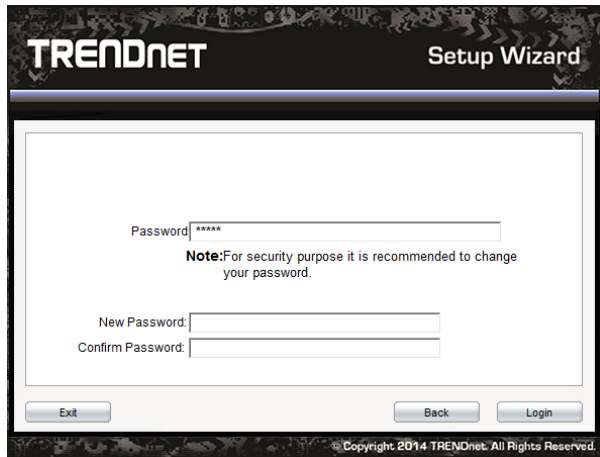 TRENDNET
Setup Wizard
Password *****
Note:For security purpose it is recommended to change
your password.
New Password:
Confirm Password:
Exit
Back
Login
© Copyright 2014 TRENDnet. All Rights Reserved.